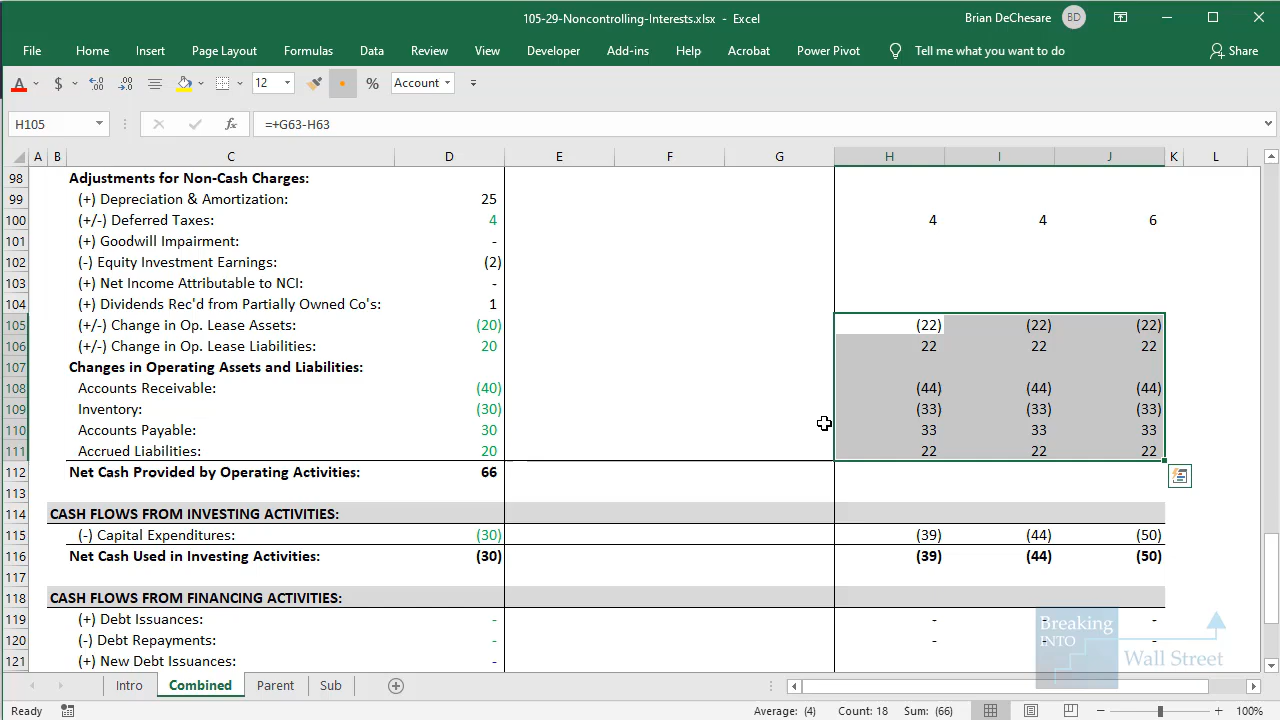 105-29-Noncontrolling-Interests.xlsx - Excel
Brian DeChesare BD
File Home Insert Page Layout Formulas Data Review View Developer Add-ins Help Acrobat Power Pivot Tell me what you want to do Share
A $ 12 % Account
H105 fx =+G63-H63
A B C D E F G H I J K L
98 Adjustments for Non-Cash Charges:
99 (+) Depreciation & Amortization: 25
100 (+/-) Deferred Taxes: 4 4 4 6
101 (+) Goodwill Impairment: -
102 (-) Equity Investment Earnings: (2)
103 (+) Net Income Attributable to NCI: -
104 (+) Dividends Rec'd from Partially Owned Co's: 1
105 (+/-) Change in Op. Lease Assets: (20) (22) (22) (22)
106 (+/-) Change in Op. Lease Liabilities: 20 22 22 22
107 Changes in Operating Assets and Liabilities:
108 Accounts Receivable: (40) (44) (44) (44)
109 Inventory: (30) (33) (33) (33)
110 Accounts Payable: 30 33 33 33
111 Accrued Liabilities: 20 22 22 22
112 Net Cash Provided by Operating Activities: 66
113
114 CASH FLOWS FROM INVESTING ACTIVITIES:
115 (-) Capital Expenditures: (30) (39) (44) (50)
116 Net Cash Used in Investing Activities: (30) (39) (44) (50)
117
118 CASH FLOWS FROM FINANCING ACTIVITIES:
119 (+) Debt Issuances: - - - -
120 (-) Debt Repayments: - - - -
121 (+) New Debt Issuances: -
Breaking
INTO
Wall Street
Intro Combined Parent Sub
Ready Average: (4) Count: 18 Sum: (66) 100%